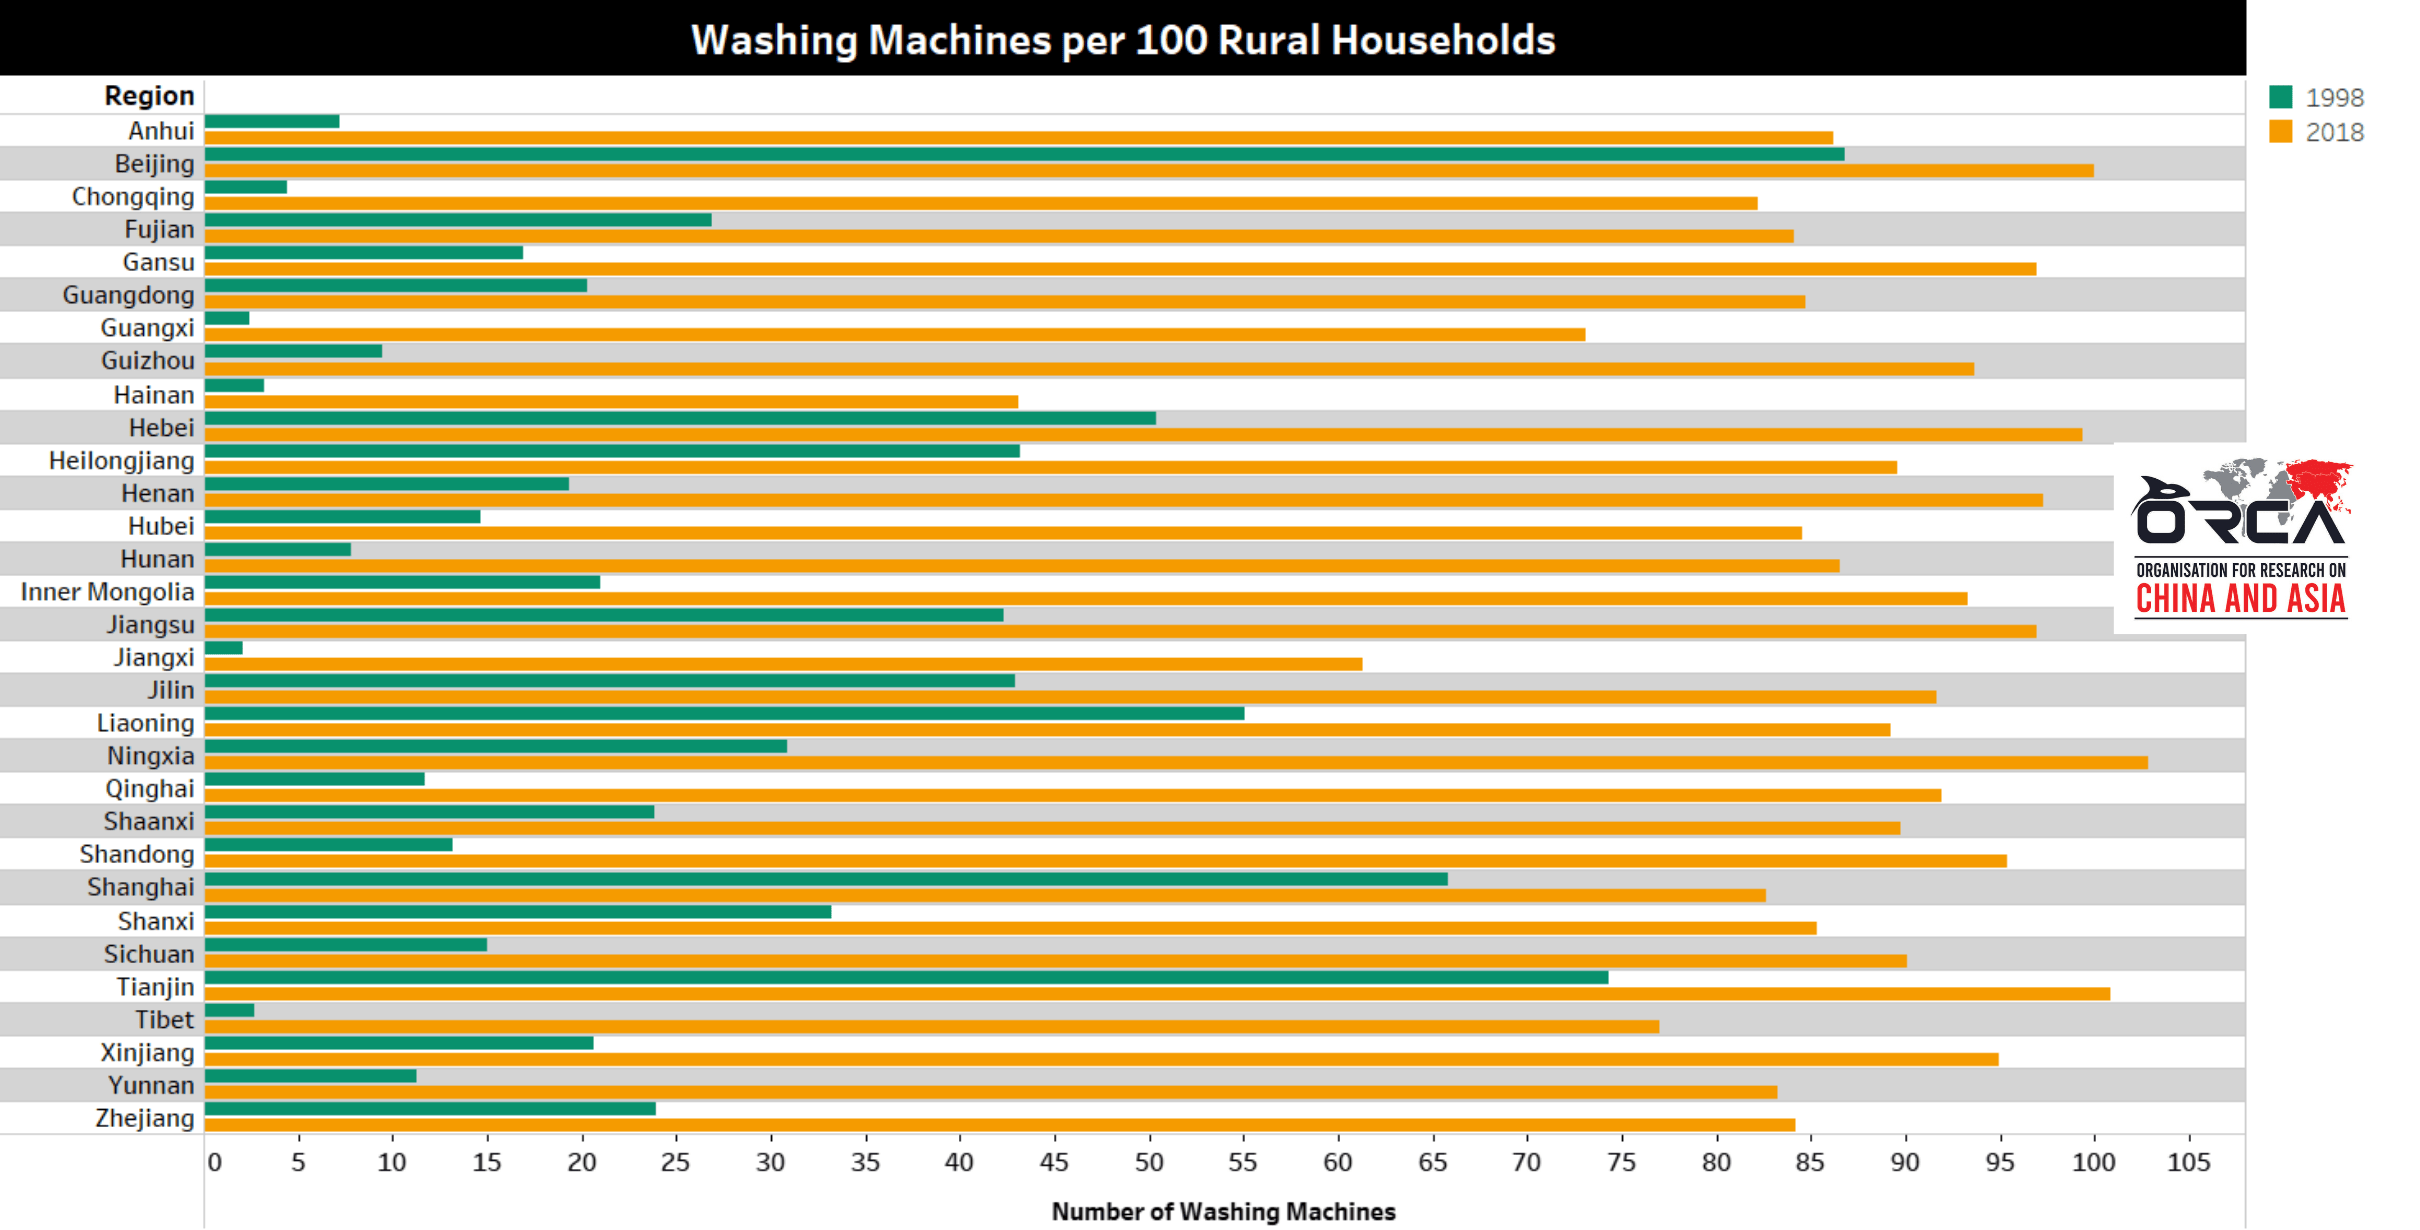 Washing Machines per 100 Rural Households
Region
1998
2018
Anhui
Beijing
Chongqing
Fujian
Gansu
Guangdong
Guangxi
Guizhou
Hainan
Hebei
Heilongjiang
Henan
Hubei
Hunan
Inner Mongolia
Jiangsu
Jiangxi
Jilin
Liaoning
Ningxia
Qinghai
Shaanxi
Shandong
Shanghai
Shanxi
Sichuan
Tianjin
Tibet
Xinjiang
Yunnan
Zhejiang
ORCA
ORGANISATION FOR RESEARCH ON
CHINA AND ASIA
0 5 10 15 20 25 30 35 40 45 50 55 60 65 70 75 80 85 90 95 100 105
Number of Washing Machines